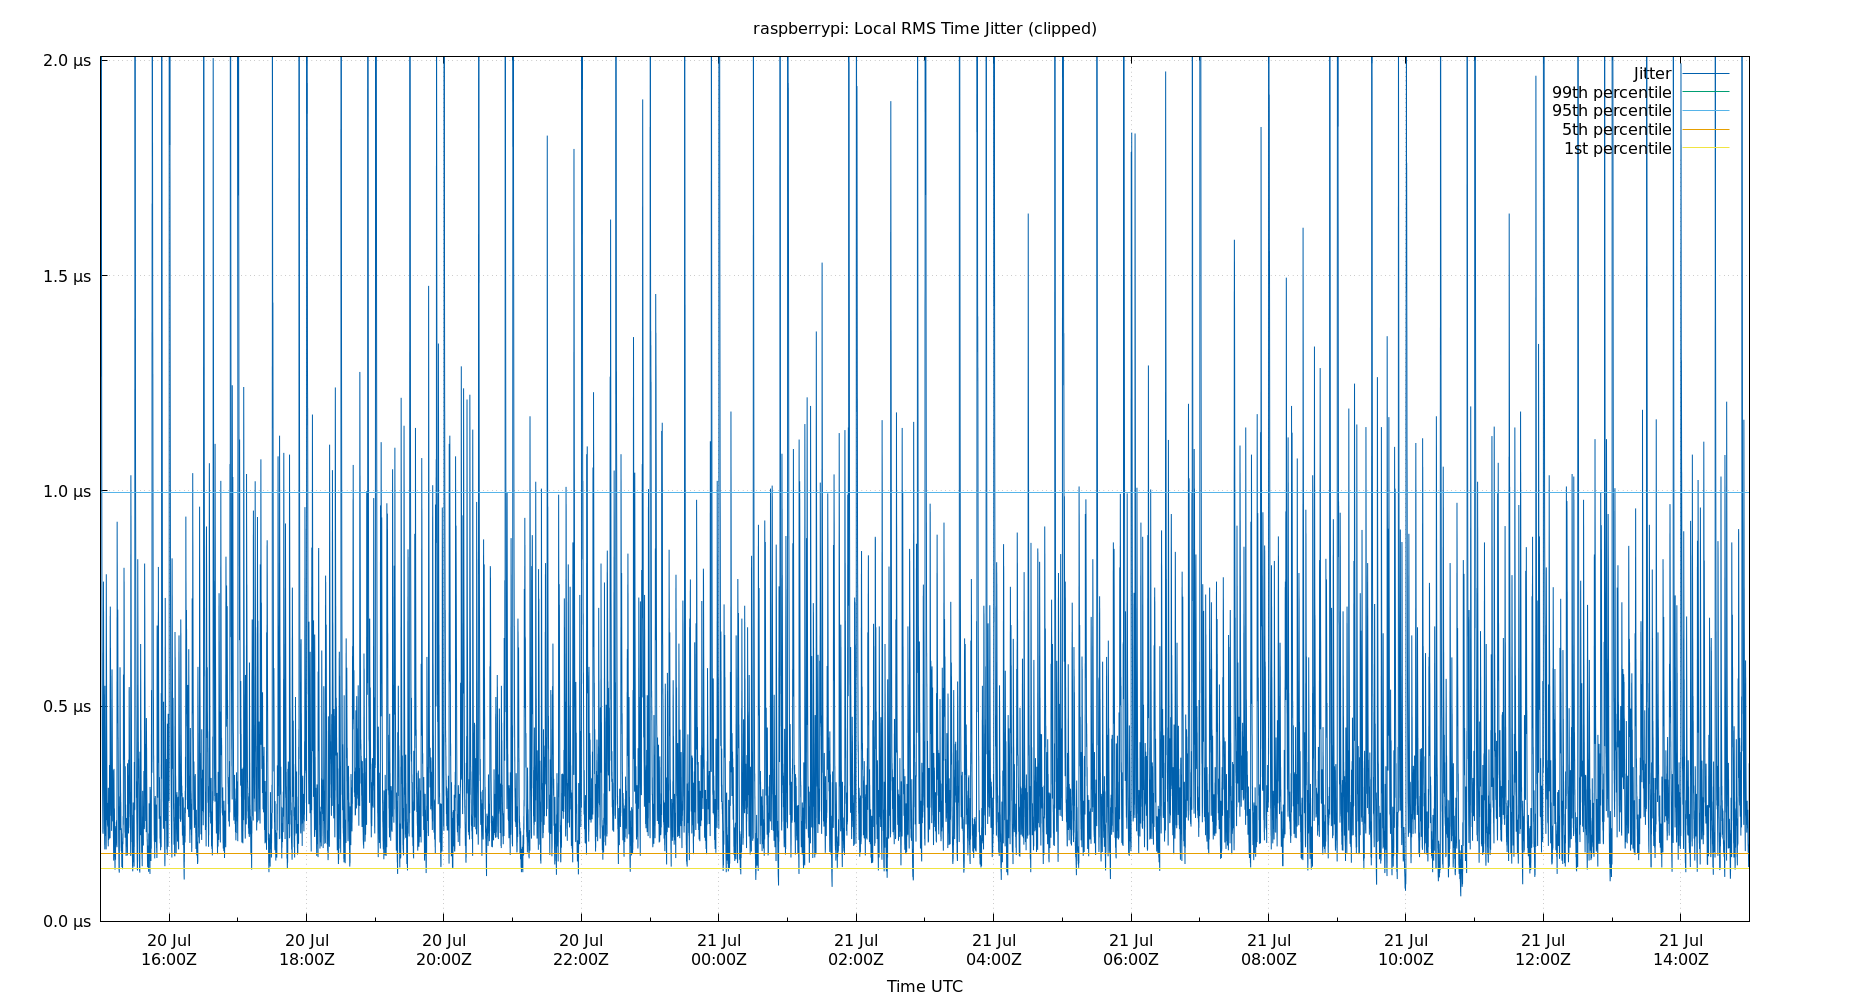 raspberrypi: Local RMS Time Jitter (clipped)
2.0 µs
1.5 µs
1.0 µs
0.5 µs
0.0 µs
Jitter
99th percentile
95th percentile
5th percentile
1st percentile
20 Jul 20 Jul 20 Jul 20 Jul 21 Jul 21 Jul 21 Jul 21 Jul 21 Jul 21 Jul 21 Jul 21 Jul
16:00Z 18:00Z 20:00Z 22:00Z 00:00Z 02:00Z 04:00Z 06:00Z 08:00Z 10:00Z 12:00Z 14:00Z
Time UTC